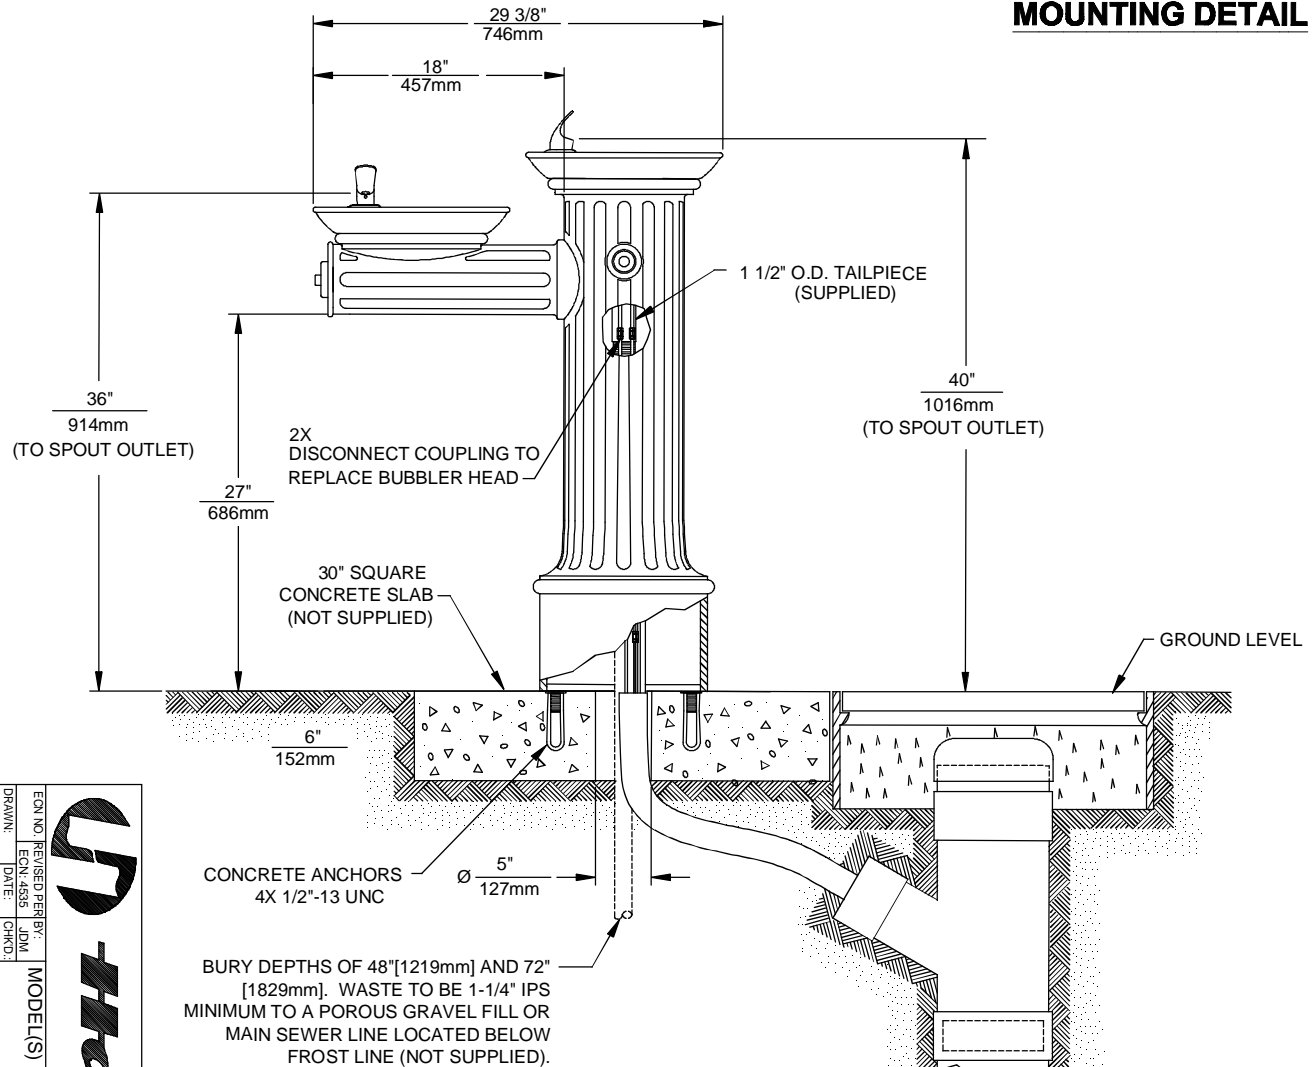 MOUNTING DETAIL
29 3/8"
746mm
18"
457mm
1 1/2" O.D. TAILPIECE
(SUPPLIED)
36"
914mm
(TO SPOUT OUTLET)
40"
1016mm
(TO SPOUT OUTLET)
2X
DISCONNECT COUPLING TO
REPLACE BUBBLER HEAD
27"
686mm
30" SQUARE
CONCRETE SLAB
(NOT SUPPLIED)
GROUND LEVEL
6"
152mm
CONCRETE ANCHORS
4X 1/2"-13 UNC
Ø 5"
127mm
BURY DEPTHS OF 48"[1219mm] AND 72"
[1829mm].  WASTE TO BE 1-1/4" IPS
MINIMUM TO A POROUS GRAVEL FILL OR
MAIN SEWER LINE LOCATED BELOW
FROST LINE (NOT SUPPLIED).
ECN NO. REVISED PER BY:
ECN: 4535 JDM
DRAWN: DATE: CHK'D.:
MODEL(S)